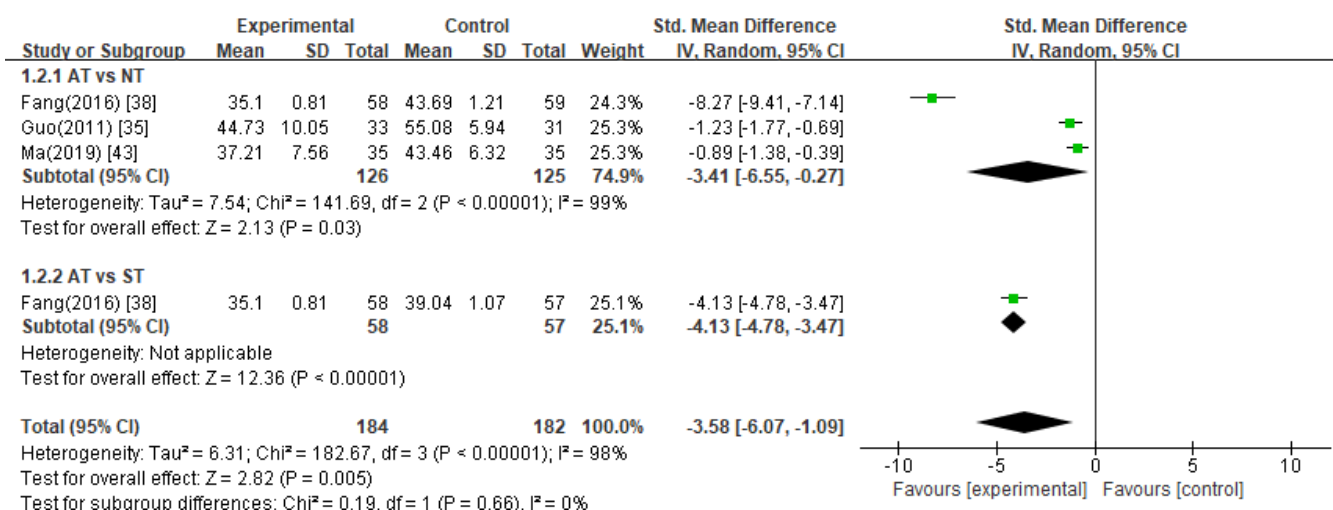 Experimental Control Std. Mean Difference Std. Mean Difference
Study or Subgroup Mean SD Total Mean SD Total Weight IV, Random, 95% CI IV, Random, 95% CI
1.2.1 AT vs NT
Fang(2016) [38] 35.1 0.81 58 43.69 1.21 59 24.3% -8.27 [-9.41, -7.14]
Guo(2011) [35] 44.73 10.05 33 55.08 5.94 31 25.3% -1.23 [-1.77, -0.69]
Ma(2019) [43] 37.21 7.56 35 43.46 6.32 35 25.3% -0.89 [-1.38, -0.39]
Subtotal (95% CI) 126 125 74.9% -3.41 [-6.55, -0.27]
Heterogeneity: Tau² = 7.54; Chi² = 141.69, df = 2 (P < 0.00001); I² = 99%
Test for overall effect: Z = 2.13 (P = 0.03)
1.2.2 AT vs ST
Fang(2016) [38] 35.1 0.81 58 39.04 1.07 57 25.1% -4.13 [-4.78, -3.47]
Subtotal (95% CI) 58 57 25.1% -4.13 [-4.78, -3.47]
Heterogeneity: Not applicable
Test for overall effect: Z = 12.36 (P < 0.00001)
Total (95% CI) 184 182 100.0% -3.58 [-6.07, -1.09]
Heterogeneity: Tau² = 6.31; Chi² = 182.67, df = 3 (P < 0.00001); I² = 98%
Test for overall effect: Z = 2.82 (P = 0.005)
Test for subgroup differences: Chi² = 0.19, df = 1 (P = 0.66), I² = 0%
-10 -5 0 5 10
Favours [experimental] Favours [control]